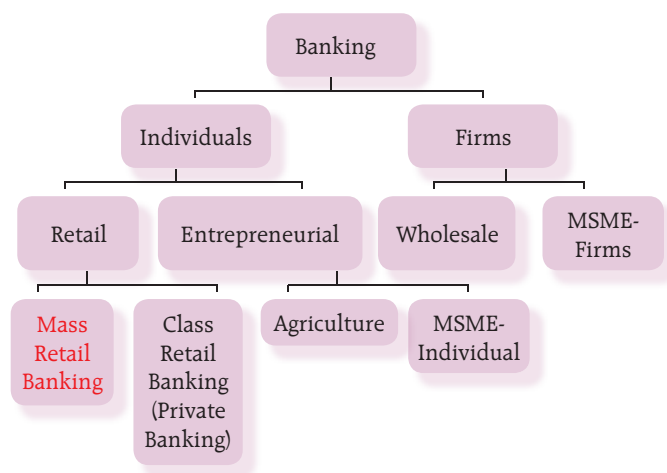 Banking
Individuals
Firms
Retail
Entrepreneurial
Wholesale
MSME-
Firms
Mass
Retail
Banking
Class
Retail
Banking
(Private
Banking)
Agriculture
MSME-
Individual